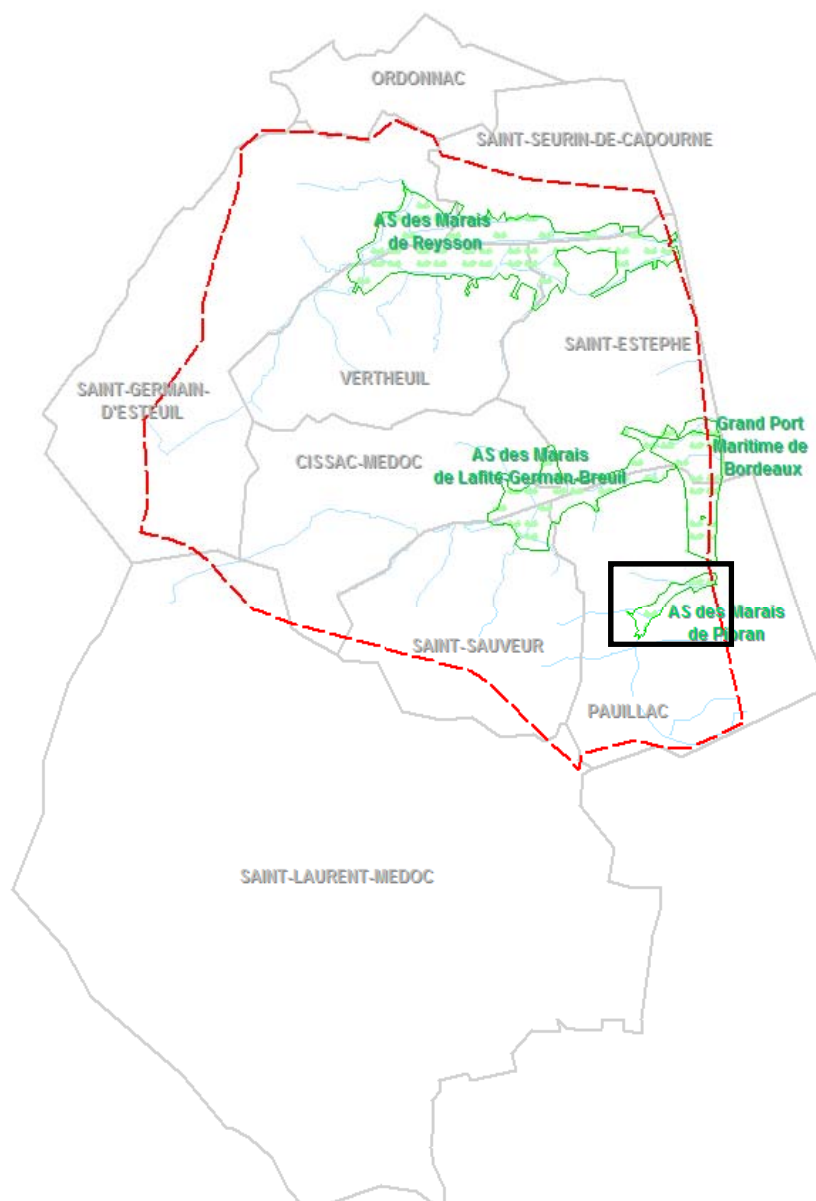 ORDONNAC
SAINT-SEURIN-DE-CADOURNE
AS des Marais
de Reysson
SAINT-ESTEPHE
VERTHEUIL
SAINT-GERMAIN-
D'ESTEUIL
Grand Port
Maritime de
Bordeaux
CISSAC-MEDOC
AS des Marais
de Lafite-German-Breuil
AS des Marais
de Pibran
SAINT-SAUVEUR
PAUILLAC
SAINT-LAURENT-MEDOC